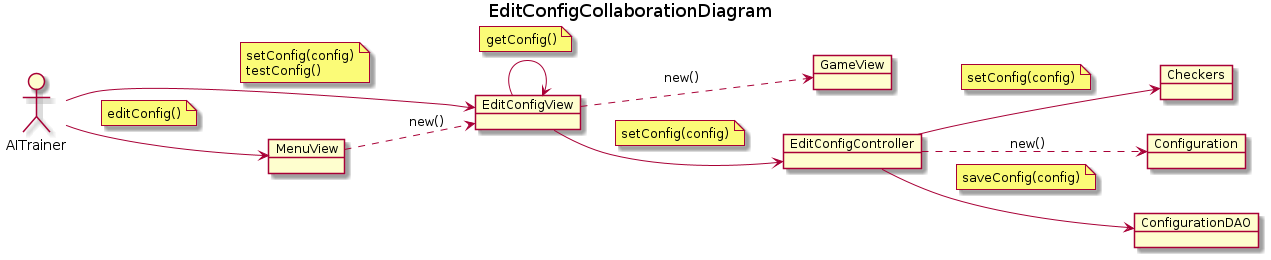 EditConfigCollaborationDiagram
getConfig()
setConfig(config)
testConfig()
GameView
new()
setConfig(config)
Checkers
editConfig()
EditConfigView
new()
setConfig(config)
AITrainer
MenuView
EditConfigController
new()
Configuration
saveConfig(config)
ConfigurationDAO